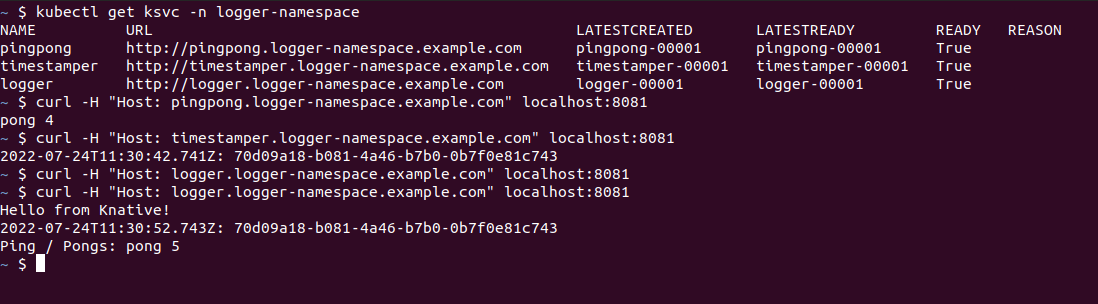 ~ $ kubectl get ksvc -n logger-namespace
NAME URL LATESTCREATED LATESTREADY READY REASON
pingpong http://pingpong.logger-namespace.example.com pingpong-00001 pingpong-00001 True
timestamper http://timestamper.logger-namespace.example.com timestamper-00001 timestamper-00001 True
logger http://logger.logger-namespace.example.com logger-00001 logger-00001 True
~ $ curl -H "Host: pingpong.logger-namespace.example.com" localhost:8081
pong 4
~ $ curl -H "Host: timestamper.logger-namespace.example.com" localhost:8081
2022-07-24T11:30:42.741Z: 70d09a18-b081-4a46-b7b0-0b7f0e81c743
~ $ curl -H "Host: logger.logger-namespace.example.com" localhost:8081
~ $ curl -H "Host: logger.logger-namespace.example.com" localhost:8081
Hello from Knative!
2022-07-24T11:30:52.743Z: 70d09a18-b081-4a46-b7b0-0b7f0e81c743
Ping / Pongs: pong 5
~ $